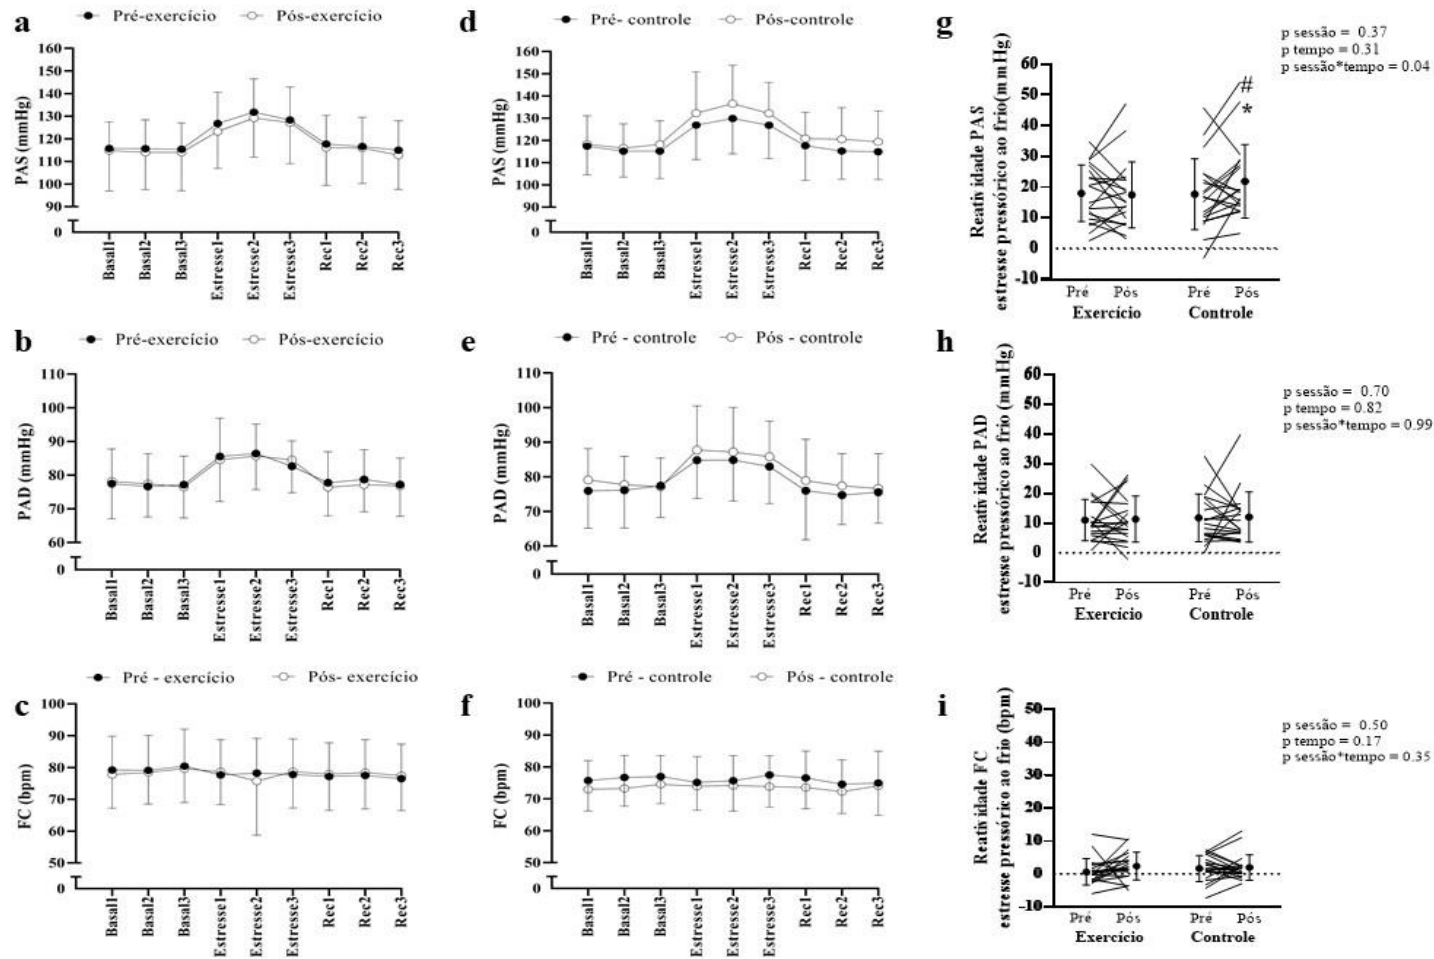 a
Pré-exercício Pós-exercício
PAS (mmHg)
160
150
140
130
120
110
100
90
0
Basal1 Basal2 Basal3 Estresse1 Estresse2 Estresse3 Rec1 Rec2 Rec3
d
Pré- controle Pós-controle
PAS (mmHg)
160
150
140
130
120
110
100
90
0
Basal1 Basal2 Basal3 Estresse1 Estresse2 Estresse3 Rec1 Rec2 Rec3
g
p sessão = 0.37
p tempo = 0.31
p sessão*tempo = 0.04
Reatividade PAS
estresse pressórico ao frio(mmHg)
60
50
40
30
20
10
0
-10
#
*
Pré Pós Pré Pós
Exercício Controle
b
Pré-exercício Pós-exercício
PAD (mmHg)
110
100
90
80
70
60
0
Basal1 Basal2 Basal3 Estresse1 Estresse2 Estresse3 Rec1 Rec2 Rec3
e
Pré - controle Pós - controle
PAD (mmHg)
110
100
90
80
70
60
0
Basal1 Basal2 Basal3 Estresse1 Estresse2 Estresse3 Rec1 Rec2 Rec3
h
p sessão = 0.70
p tempo = 0.82
p sessão*tempo = 0.99
Reatividade PAD
estresse pressórico ao frio (mmHg)
60
50
40
30
20
10
0
-10
Pré Pós Pré Pós
Exercício Controle
c
Pré - exercício Pós- exercício
FC (bpm)
100
90
80
70
60
50
0
Basal1 Basal2 Basal3 Estresse1 Estresse2 Estresse3 Rec1 Rec2 Rec3
f
Pré - controle Pós - controle
FC (bpm)
100
90
80
70
60
50
0
Basal1 Basal2 Basal3 Estresse1 Estresse2 Estresse3 Rec1 Rec2 Rec3
i
p sessão = 0.50
p tempo = 0.17
p sessão*tempo = 0.35
Reatividade FC
estresse pressórico ao frio (bpm)
50
40
30
20
10
0
-10
Pré Pós Pré Pós
Exercício Controle